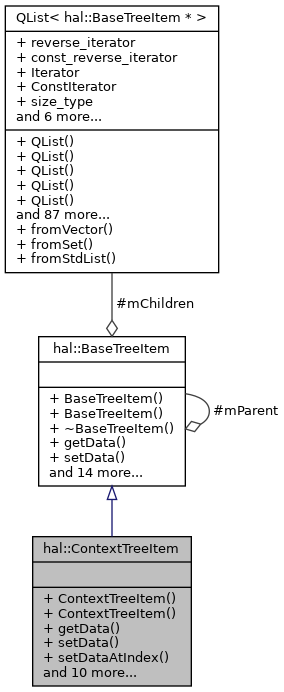 QList< hal::BaseTreeItem * >
+ reverse_iterator
+ const_reverse_iterator
+ Iterator
+ ConstIterator
+ size_type
and 6 more...
+ QList()
+ QList()
+ QList()
+ QList()
+ QList()
and 87 more...
+ fromVector()
+ fromSet()
+ fromStdList()
#mChildren
hal::BaseTreeItem
+ BaseTreeItem()
+ BaseTreeItem()
+ ~BaseTreeItem()
+ getData()
+ setData()
and 14 more...
#mParent
hal::ContextTreeItem
+ ContextTreeItem()
+ ContextTreeItem()
+ getData()
+ setData()
+ setDataAtIndex()
and 10 more...